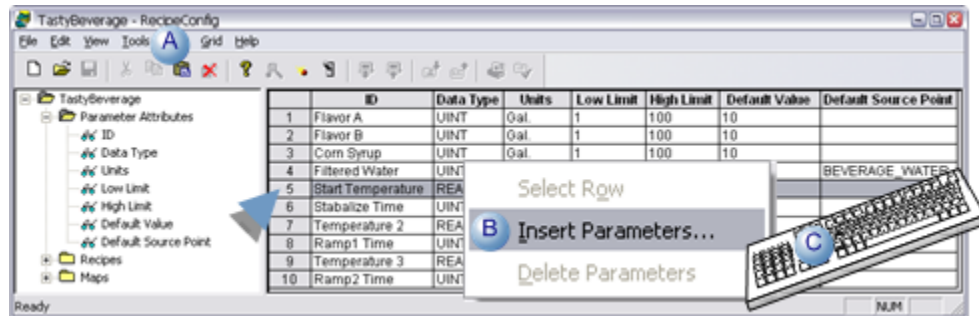 TastyBeverage - RecipeConfig
File Edit View Tools A Grid Help
TastyBeverage
Parameter Attributes
ID
Data Type
Units
Low Limit
High Limit
Default Value
Default Source Point
Recipes
Maps
ID Data Type Units Low Limit High Limit Default Value Default Source Point
1 Flavor A UINT Gal. 1 100 10
2 Flavor B UINT Gal. 1 100 10
3 Corn Syrup UINT Gal. 1 100 10
4 Filtered Water UINT BEVERAGE_WATER
5 Start Temperature REA
6 Stabalize Time UINT
7 Temperature 2 REA
8 Ramp1 Time UINT
9 Temperature 3 REA
10 Ramp2 Time UINT
Select Row
B Insert Parameters...
Delete Parameters
C
Ready NUM